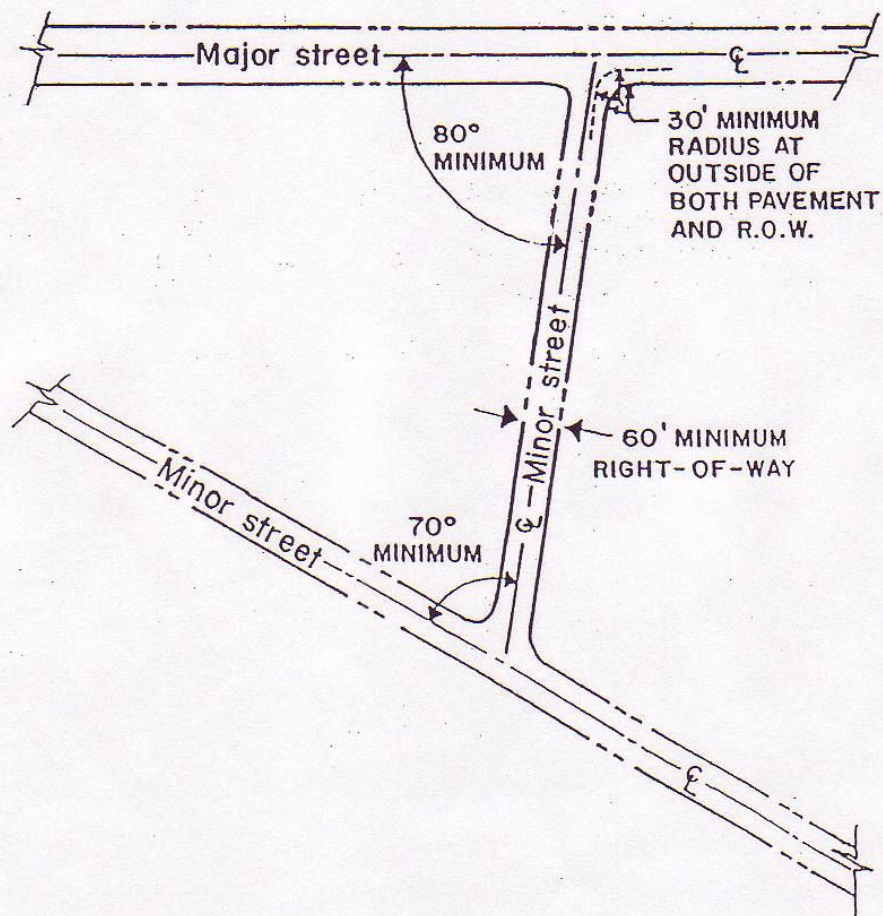 Major street
℄
80°
MINIMUM
30' MINIMUM
RADIUS AT
OUTSIDE OF
BOTH PAVEMENT
AND R.O.W.
℄ Minor street
60' MINIMUM
RIGHT-OF-WAY
Minor street
70°
MINIMUM
℄